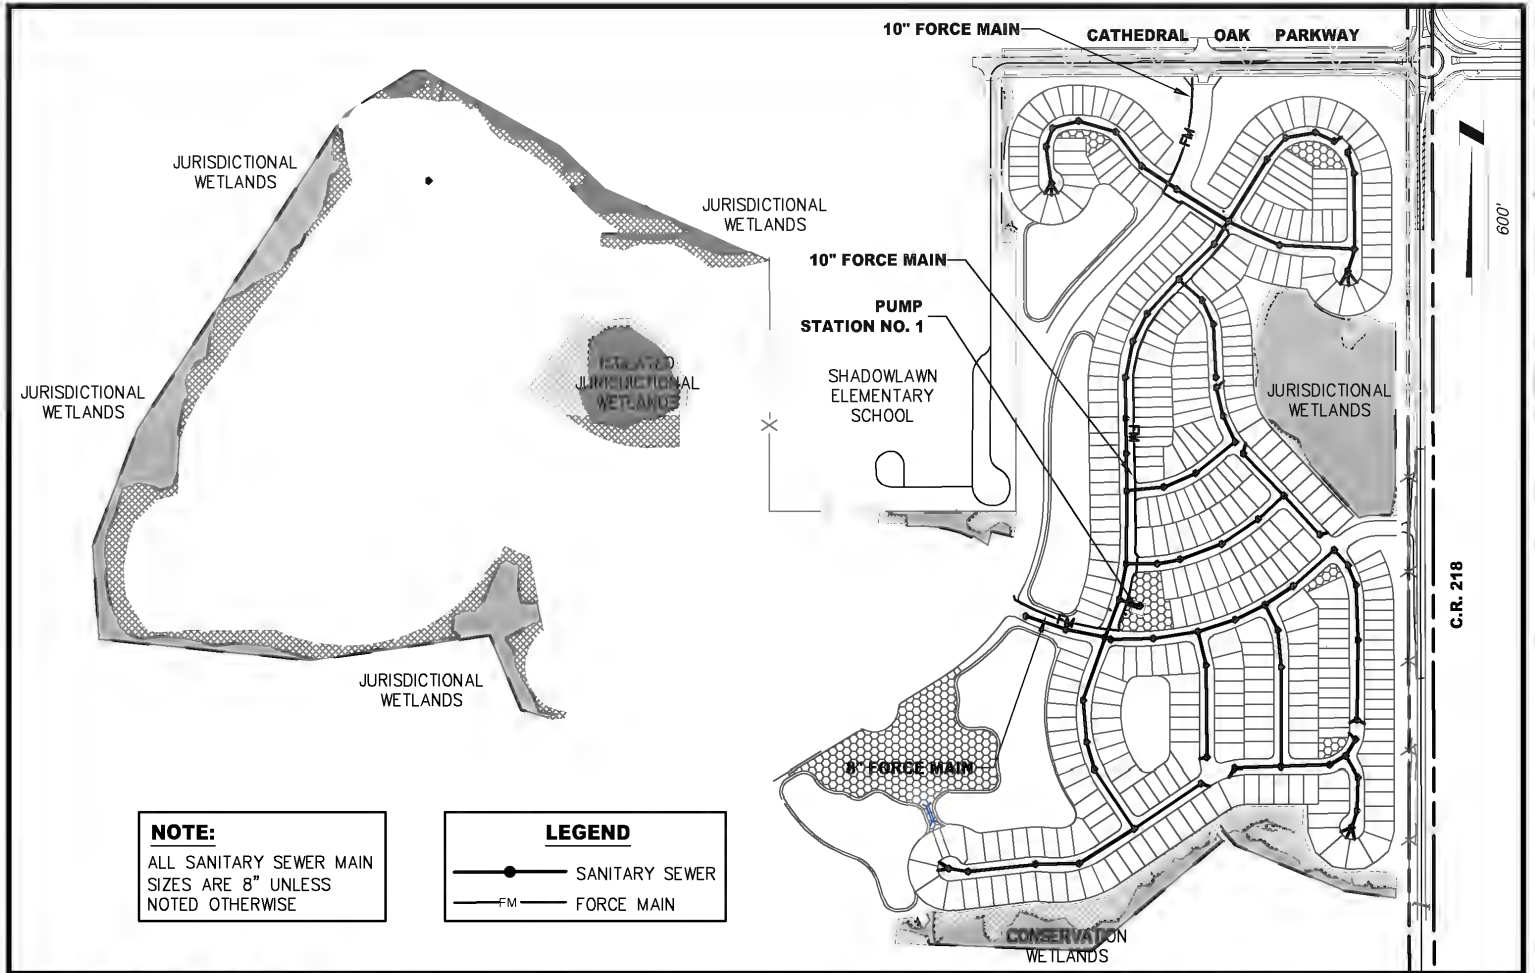 10" FORCE MAIN
CATHEDRAL OAK PARKWAY
FM
JURISDICTIONAL
WETLANDS
JURISDICTIONAL
WETLANDS
600'
10" FORCE MAIN
PUMP
STATION NO. 1
ISOLATED
JURISDICTIONAL
WETLANDS
SHADOWLAWN
ELEMENTARY
SCHOOL
JURISDICTIONAL
WETLANDS
JURISDICTIONAL
WETLANDS
FM
C.R. 218
FM
JURISDICTIONAL
WETLANDS
8" FORCE MAIN
NOTE:
ALL SANITARY SEWER MAIN
SIZES ARE 8" UNLESS
NOTED OTHERWISE
LEGEND
SANITARY SEWER
FM FORCE MAIN
CONSERVATION
WETLANDS